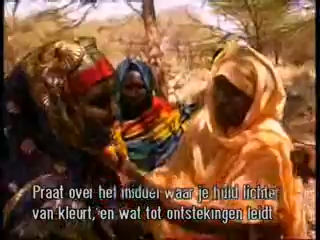 Praat over het middel waar je huid lichter
van kleurt, en wat tot ontstekingen leidt